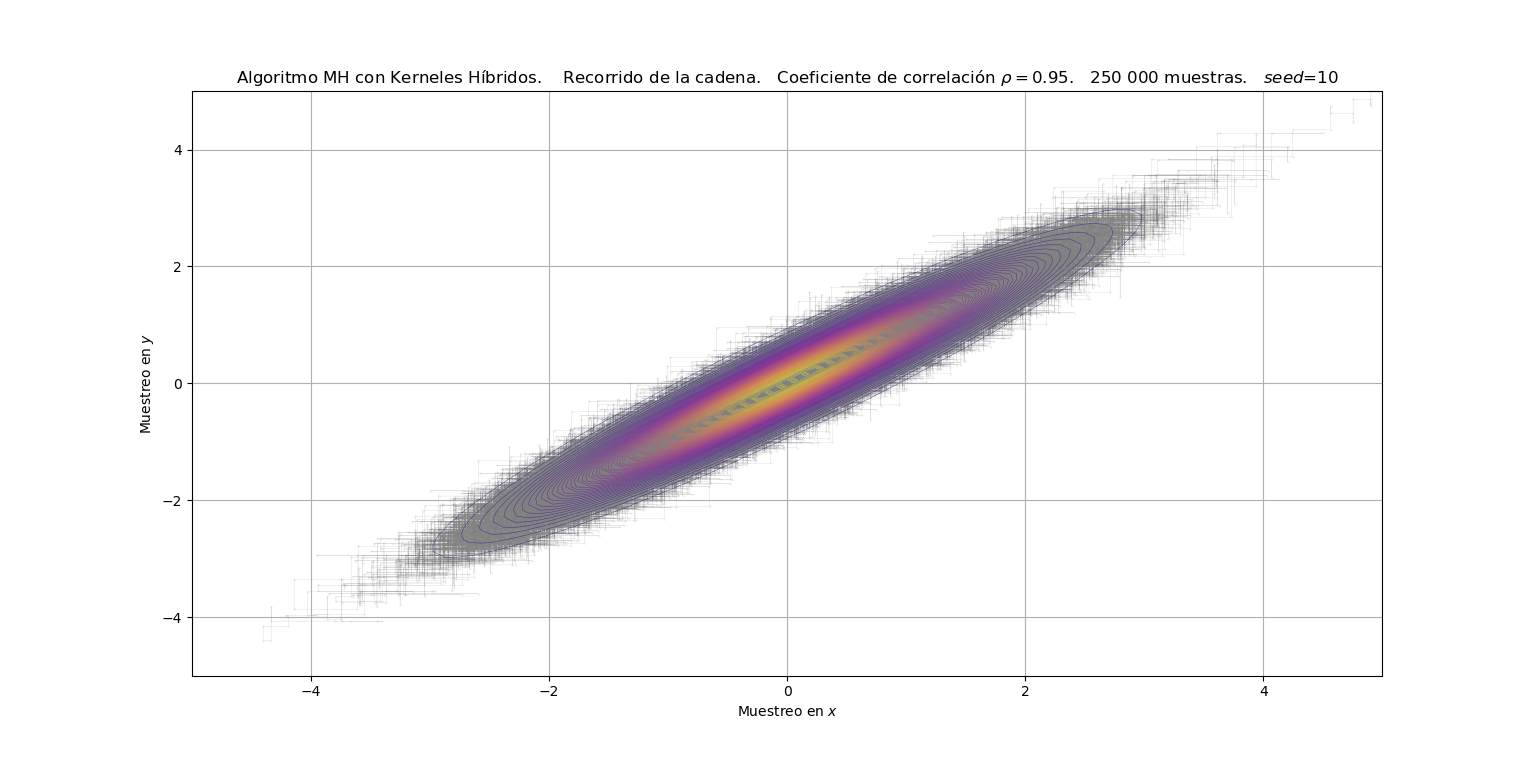 Algoritmo MH con Kerneles Híbridos. Recorrido de la cadena. Coeficiente de correlación ρ = 0.95. 250 000 muestras. seed=10
4
2
0
−2
−4
Muestreo en y
−4 −2 0 2 4
Muestreo en x